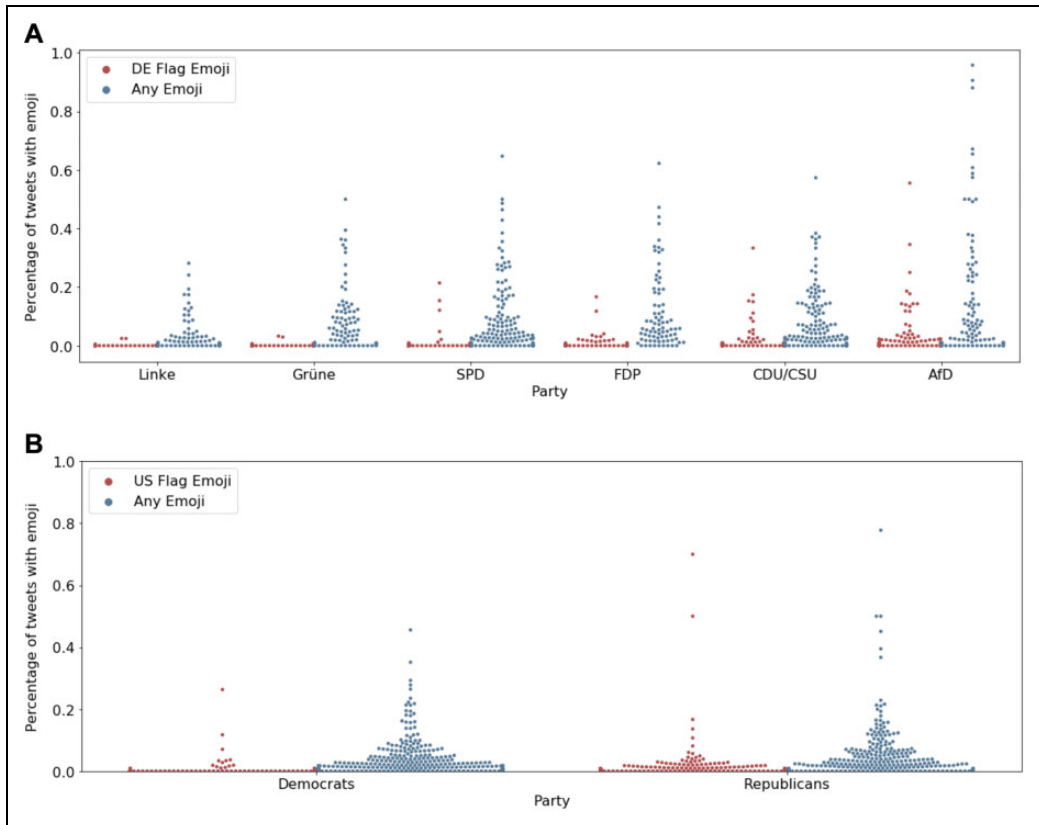 A
1.0
DE Flag Emoji
Any Emoji
0.8
0.6
0.4
0.2
0.0
Percentage of tweets with emoji
Linke Grüne SPD FDP CDU/CSU AfD
Party
B
1.0
US Flag Emoji
Any Emoji
0.8
0.6
0.4
0.2
0.0
Percentage of tweets with emoji
Democrats Republicans
Party